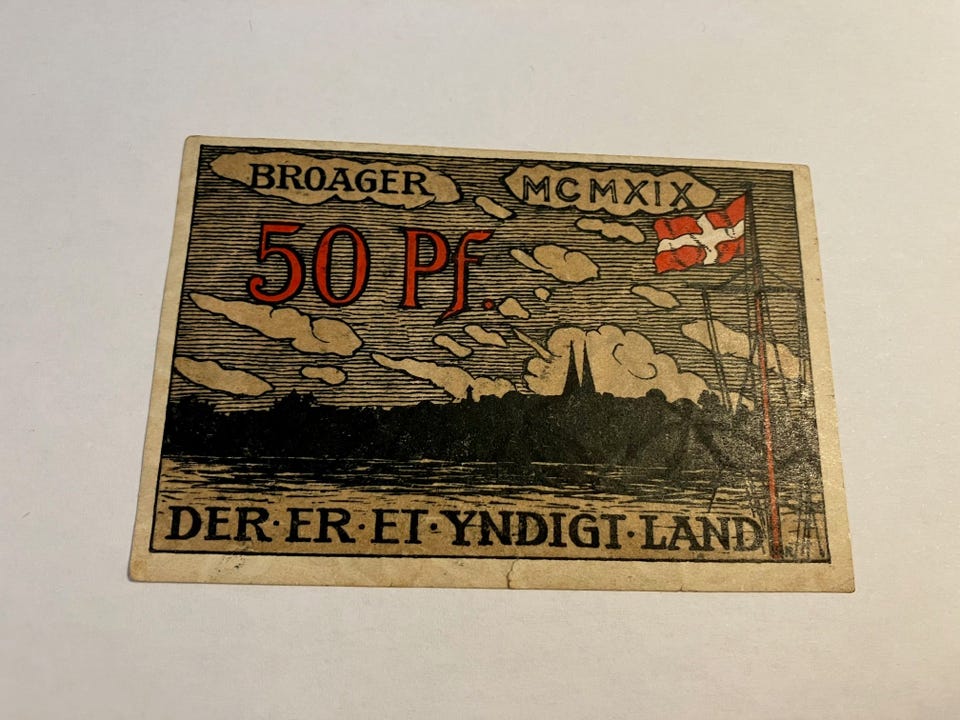 BROAGER MCMXIX
50 Pf.
DER·ER·ET·YNDIGT·LAND